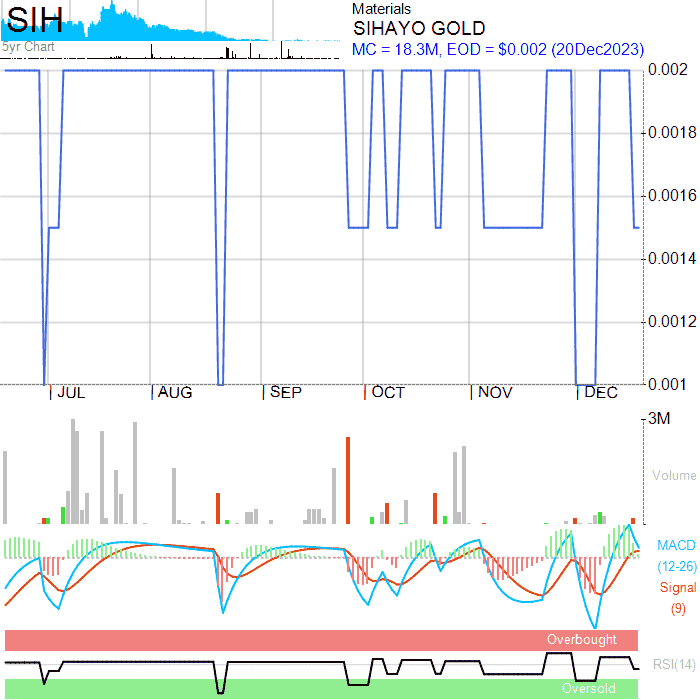 SIH
Materials
SIHAYO GOLD
MC = 18.3M, EOD = $0.002 (20Dec2023)
5yr Chart
0.002
0.0018
0.0016
0.0014
0.0012
0.001
JUL AUG SEP OCT NOV DEC
3M
Volume
MACD
(12-26)
Signal
(9)
Overbought
RSI(14)
Oversold